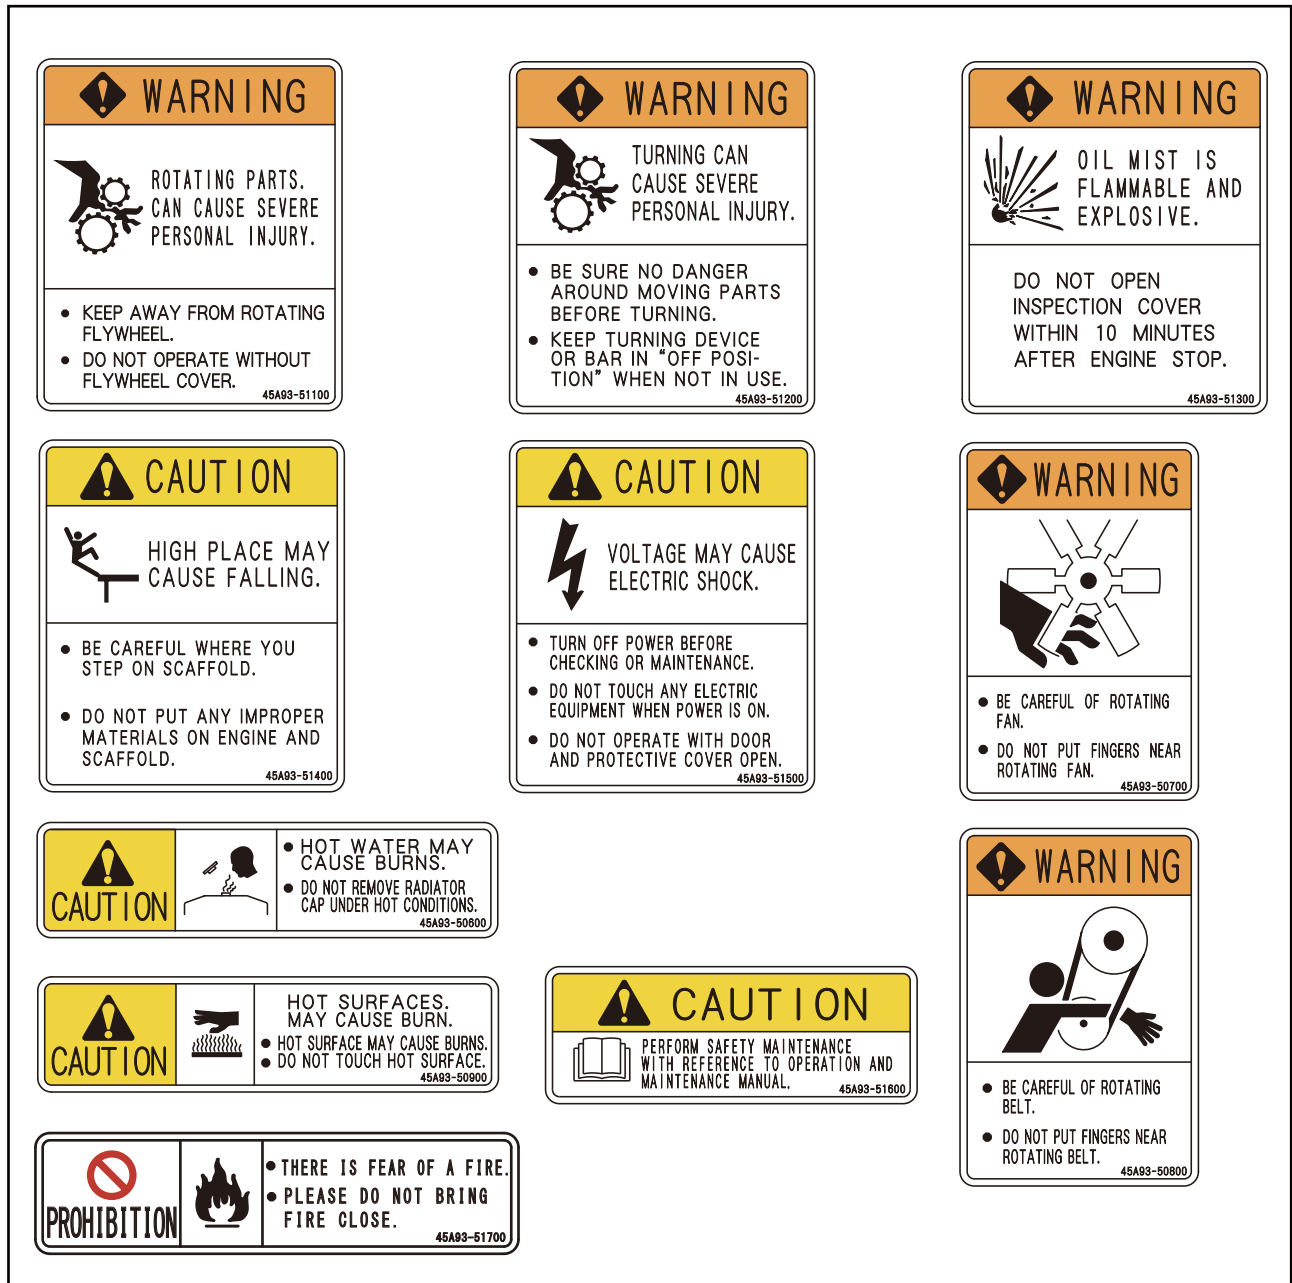 WARNING
ROTATING PARTS.
CAN CAUSE SEVERE
PERSONAL INJURY.
● KEEP AWAY FROM ROTATING
FLYWHEEL.
● DO NOT OPERATE WITHOUT
FLYWHEEL COVER.
45A93-51100
WARNING
TURNING CAN
CAUSE SEVERE
PERSONAL INJURY.
● BE SURE NO DANGER
AROUND MOVING PARTS
BEFORE TURNING.
● KEEP TURNING DEVICE
OR BAR IN “OFF POSI-
TION” WHEN NOT IN USE.
45A93-51200
WARNING
OIL MIST IS
FLAMMABLE AND
EXPLOSIVE.
DO NOT OPEN
INSPECTION COVER
WITHIN 10 MINUTES
AFTER ENGINE STOP.
45A93-51300
CAUTION
HIGH PLACE MAY
CAUSE FALLING.
● BE CAREFUL WHERE YOU
STEP ON SCAFFOLD.
● DO NOT PUT ANY IMPROPER
MATERIALS ON ENGINE AND
SCAFFOLD.
45A93-51400
CAUTION
VOLTAGE MAY CAUSE
ELECTRIC SHOCK.
● TURN OFF POWER BEFORE
CHECKING OR MAINTENANCE.
● DO NOT TOUCH ANY ELECTRIC
EQUIPMENT WHEN POWER IS ON.
● DO NOT OPERATE WITH DOOR
AND PROTECTIVE COVER OPEN.
45A93-51500
WARNING
● BE CAREFUL OF ROTATING
FAN.
● DO NOT PUT FINGERS NEAR
ROTATING FAN.
45A93-50700
CAUTION
● HOT WATER MAY
CAUSE BURNS.
● DO NOT REMOVE RADIATOR
CAP UNDER HOT CONDITIONS.
45A93-50600
WARNING
● BE CAREFUL OF ROTATING
BELT.
● DO NOT PUT FINGERS NEAR
ROTATING BELT.
45A93-50800
CAUTION
HOT SURFACES.
MAY CAUSE BURN.
● HOT SURFACE MAY CAUSE BURNS.
● DO NOT TOUCH HOT SURFACE.
45A93-50900
CAUTION
PERFORM SAFETY MAINTENANCE
WITH REFERENCE TO OPERATION AND
MAINTENANCE MANUAL.
45A93-51600
PROHIBITION
● THERE IS FEAR OF A FIRE.
● PLEASE DO NOT BRING
FIRE CLOSE.
45A93-51700